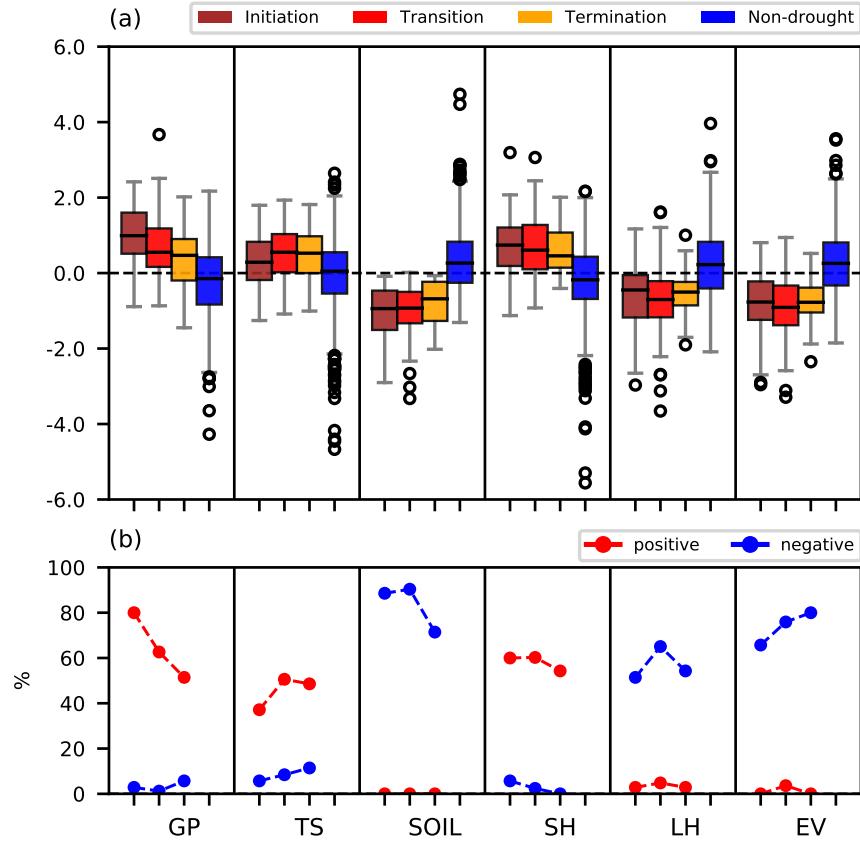 (a)
Initiation Transition Termination Non-drought
6.0
4.0
2.0
0.0
-2.0
-4.0
-6.0
(b)
positive negative
100
80
60
40
20
0
%
GP TS SOIL SH LH EV